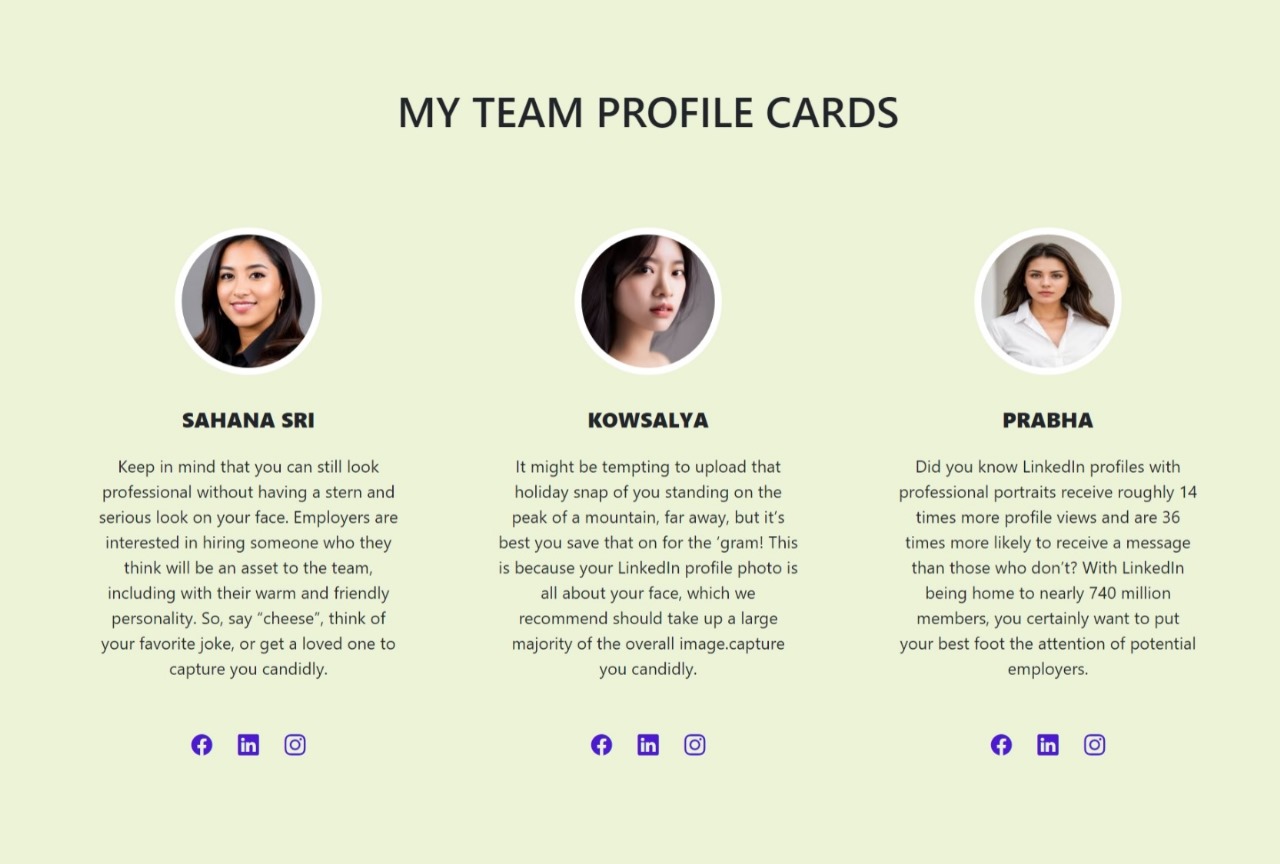 MY TEAM PROFILE CARDS
SAHANA SRI
Keep in mind that you can still look
professional without having a stern and
serious look on your face. Employers are
interested in hiring someone who they
think will be an asset to the team,
including with their warm and friendly
personality. So, say “cheese”, think of
your favorite joke, or get a loved one to
capture you candidly.
KOWSALYA
It might be tempting to upload that
holiday snap of you standing on the
peak of a mountain, far away, but it’s
best you save that on for the ‘gram! This
is because your LinkedIn profile photo is
all about your face, which we
recommend should take up a large
majority of the overall image.capture
you candidly.
PRABHA
Did you know LinkedIn profiles with
professional portraits receive roughly 14
times more profile views and are 36
times more likely to receive a message
than those who don’t? With LinkedIn
being home to nearly 740 million
members, you certainly want to put
your best foot the attention of potential
employers.